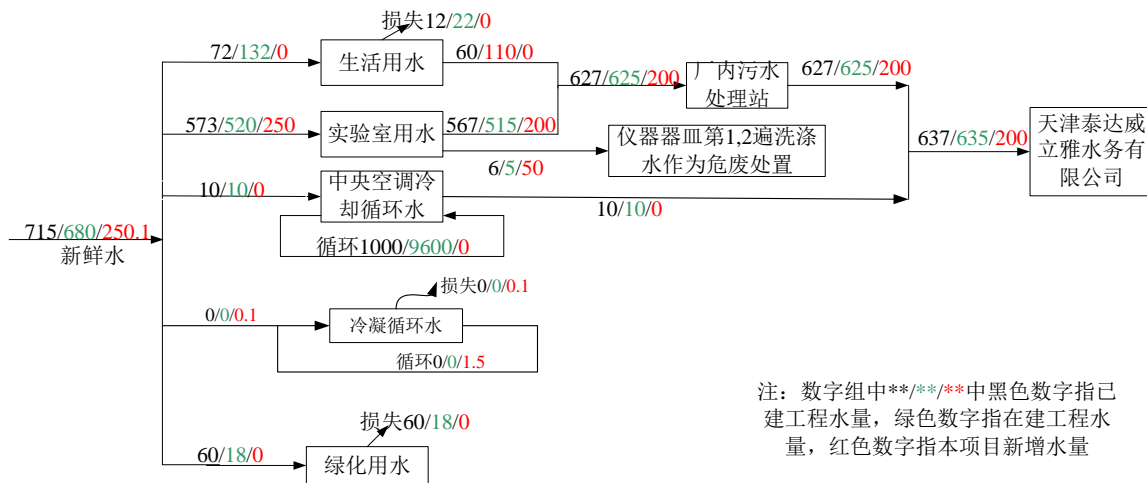 损失12/22/0
72/132/0
生活用水
60/110/0
627/625/200
厂内污水
处理站
627/625/200
573/520/250
实验室用水
567/515/200
仪器器皿第1,2遍洗涤
水作为危废处置
6/5/50
637/635/200
天津泰达威
立雅水务有
限公司
10/10/0
中央空调冷
却循环水
10/10/0
循环1000/9600/0
715/680/250.1
新鲜水
损失0/0/0.1
0/0/0.1
冷凝循环水
循环0/0/1.5
损失60/18/0
60/18/0
绿化用水
注：数字组中**/**/**中黑色数字指已
建工程水量，绿色数字指在建工程水
量，红色数字指本项目新增水量